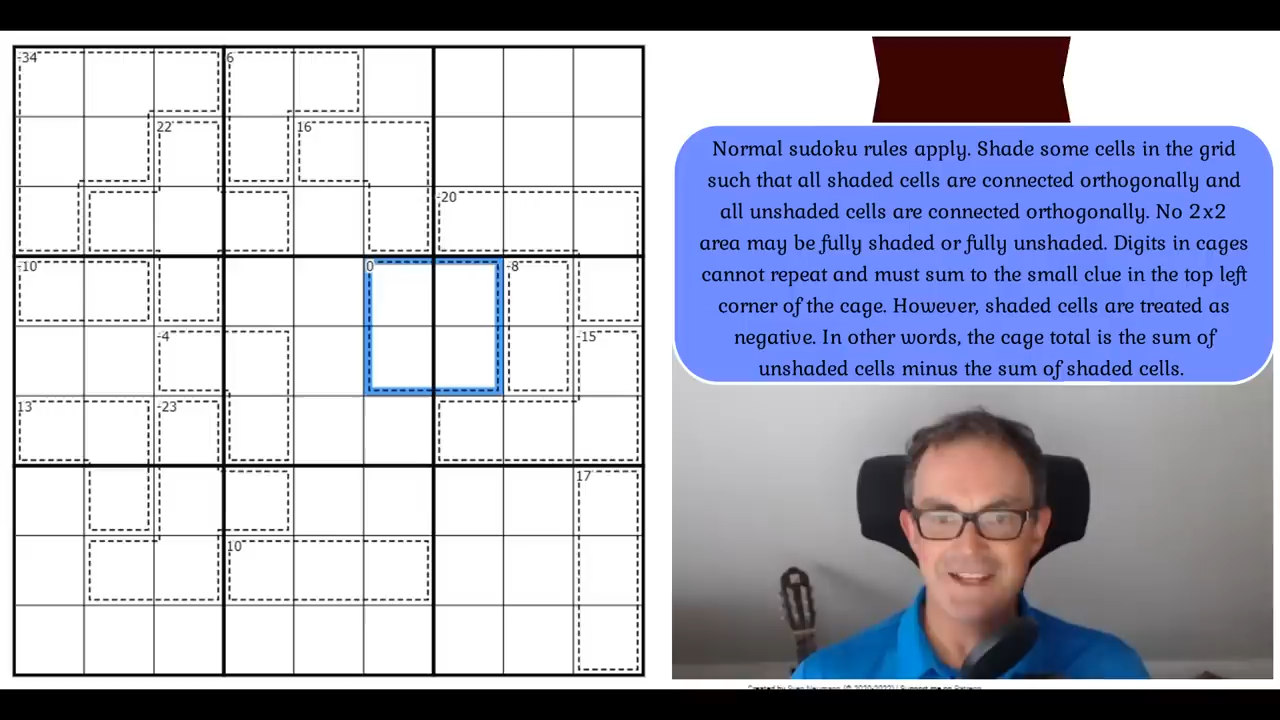 -34 6
22 16
-20
-10 0 -8
-4 -15
13 -23
17
10
Normal sudoku rules apply. Shade some cells in the grid
such that all shaded cells are connected orthogonally and
all unshaded cells are connected orthogonally. No 2x2
area may be fully shaded or fully unshaded. Digits in cages
cannot repeat and must sum to the small clue in the top left
corner of the cage. However, shaded cells are treated as
negative. In other words, the cage total is the sum of
unshaded cells minus the sum of shaded cells.